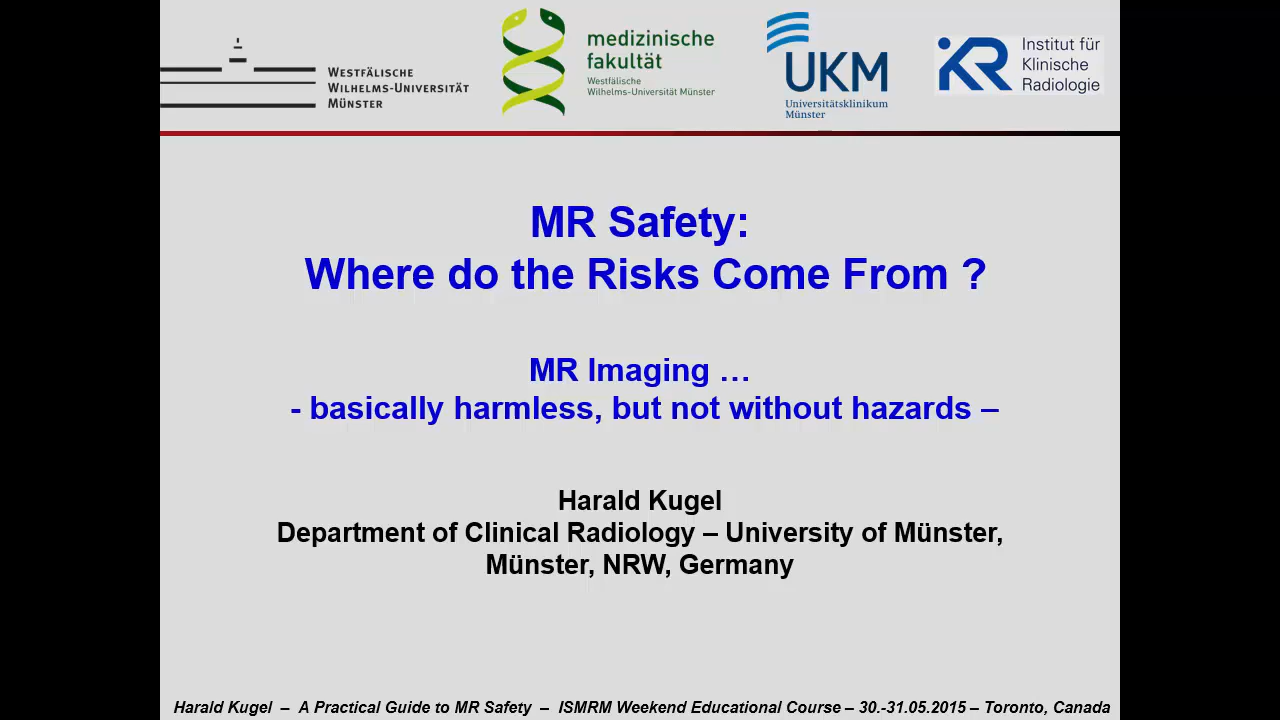 WESTFÄLISCHE
WILHELMS-UNIVERSITÄT
MÜNSTER
medizinische
fakultät
Westfälische
Wilhelms-Universität Münster
UKM
Universitätsklinikum
Münster
iKR
Institut für
Klinische
Radiologie
MR Safety:
Where do the Risks Come From ?
MR Imaging …
- basically harmless, but not without hazards –
Harald Kugel
Department of Clinical Radiology – University of Münster,
Münster, NRW, Germany
Harald Kugel – A Practical Guide to MR Safety – ISMRM Weekend Educational Course – 30.-31.05.2015 – Toronto, Canada